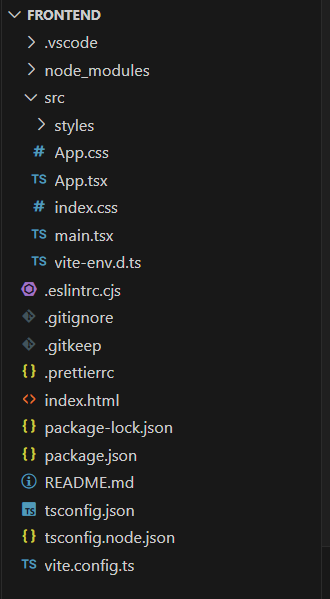 FRONTEND
.vscode
node_modules
src
styles
# App.css
TS App.tsx
# index.css
TS main.tsx
TS vite-env.d.ts
.eslintrc.cjs
.gitignore
.gitkeep
{} .prettierrc
<> index.html
{} package-lock.json
{} package.json
README.md
TS tsconfig.json
{} tsconfig.node.json
TS vite.config.ts